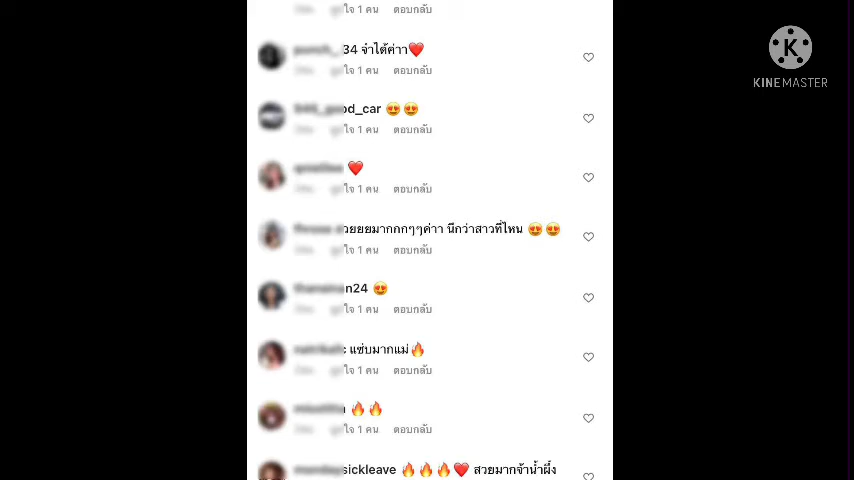 ใจ 1 คน ตอบกลับ
34 จำได้ค่าา❤️
ใจ 1 คน ตอบกลับ
od_car 😍😍
ใจ 1 คน ตอบกลับ
❤️
ใจ 1 คน ตอบกลับ
วยยยมากกกๆๆค่าา นึกว่าสาวที่ไหน 😍😍
ใจ 1 คน ตอบกลับ
n24 😍
ใจ 1 คน ตอบกลับ
c แซ่บมากแม่🔥
ใจ 1 คน ตอบกลับ
🔥🔥
ใจ 1 คน ตอบกลับ
sickleave 🔥🔥🔥❤️ สวยมากจ้าน้ำผึ้ง
K
KINEMASTER